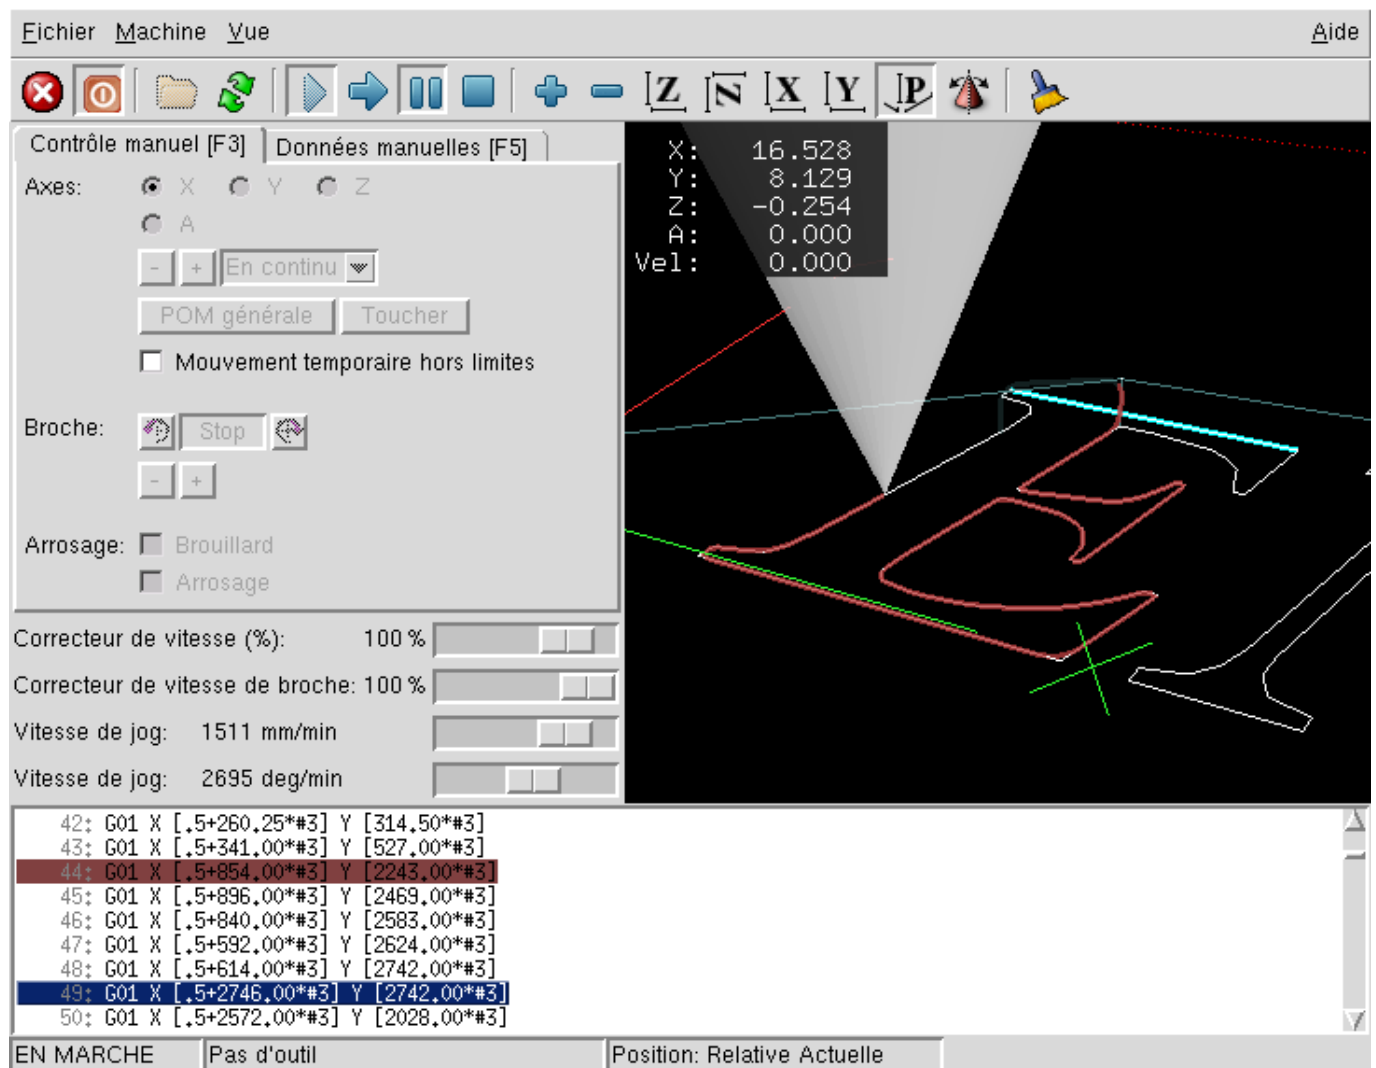 Fichier Machine Vue Aide
Z N X Y P
Contrôle manuel [F3] Données manuelles [F5]
Axes: X Y Z
A
- + En continu
POM générale Toucher
Mouvement temporaire hors limites
Broche: Stop
- +
Arrosage: Brouillard
Arrosage
Correcteur de vitesse (%): 100 %
Correcteur de vitesse de broche: 100 %
Vitesse de jog: 1511 mm/min
Vitesse de jog: 2695 deg/min
X: 16.528
Y: 8.129
Z: -0.254
A: 0.000
Vel: 0.000
42: G01 X [.5+260.25*#3] Y [314.50*#3]
43: G01 X [.5+341.00*#3] Y [527.00*#3]
44: G01 X [.5+854.00*#3] Y [2243.00*#3]
45: G01 X [.5+896.00*#3] Y [2469.00*#3]
46: G01 X [.5+840.00*#3] Y [2583.00*#3]
47: G01 X [.5+592.00*#3] Y [2624.00*#3]
48: G01 X [.5+614.00*#3] Y [2742.00*#3]
49: G01 X [.5+2746.00*#3] Y [2742.00*#3]
50: G01 X [.5+2572.00*#3] Y [2028.00*#3]
EN MARCHE Pas d'outil Position: Relative Actuelle